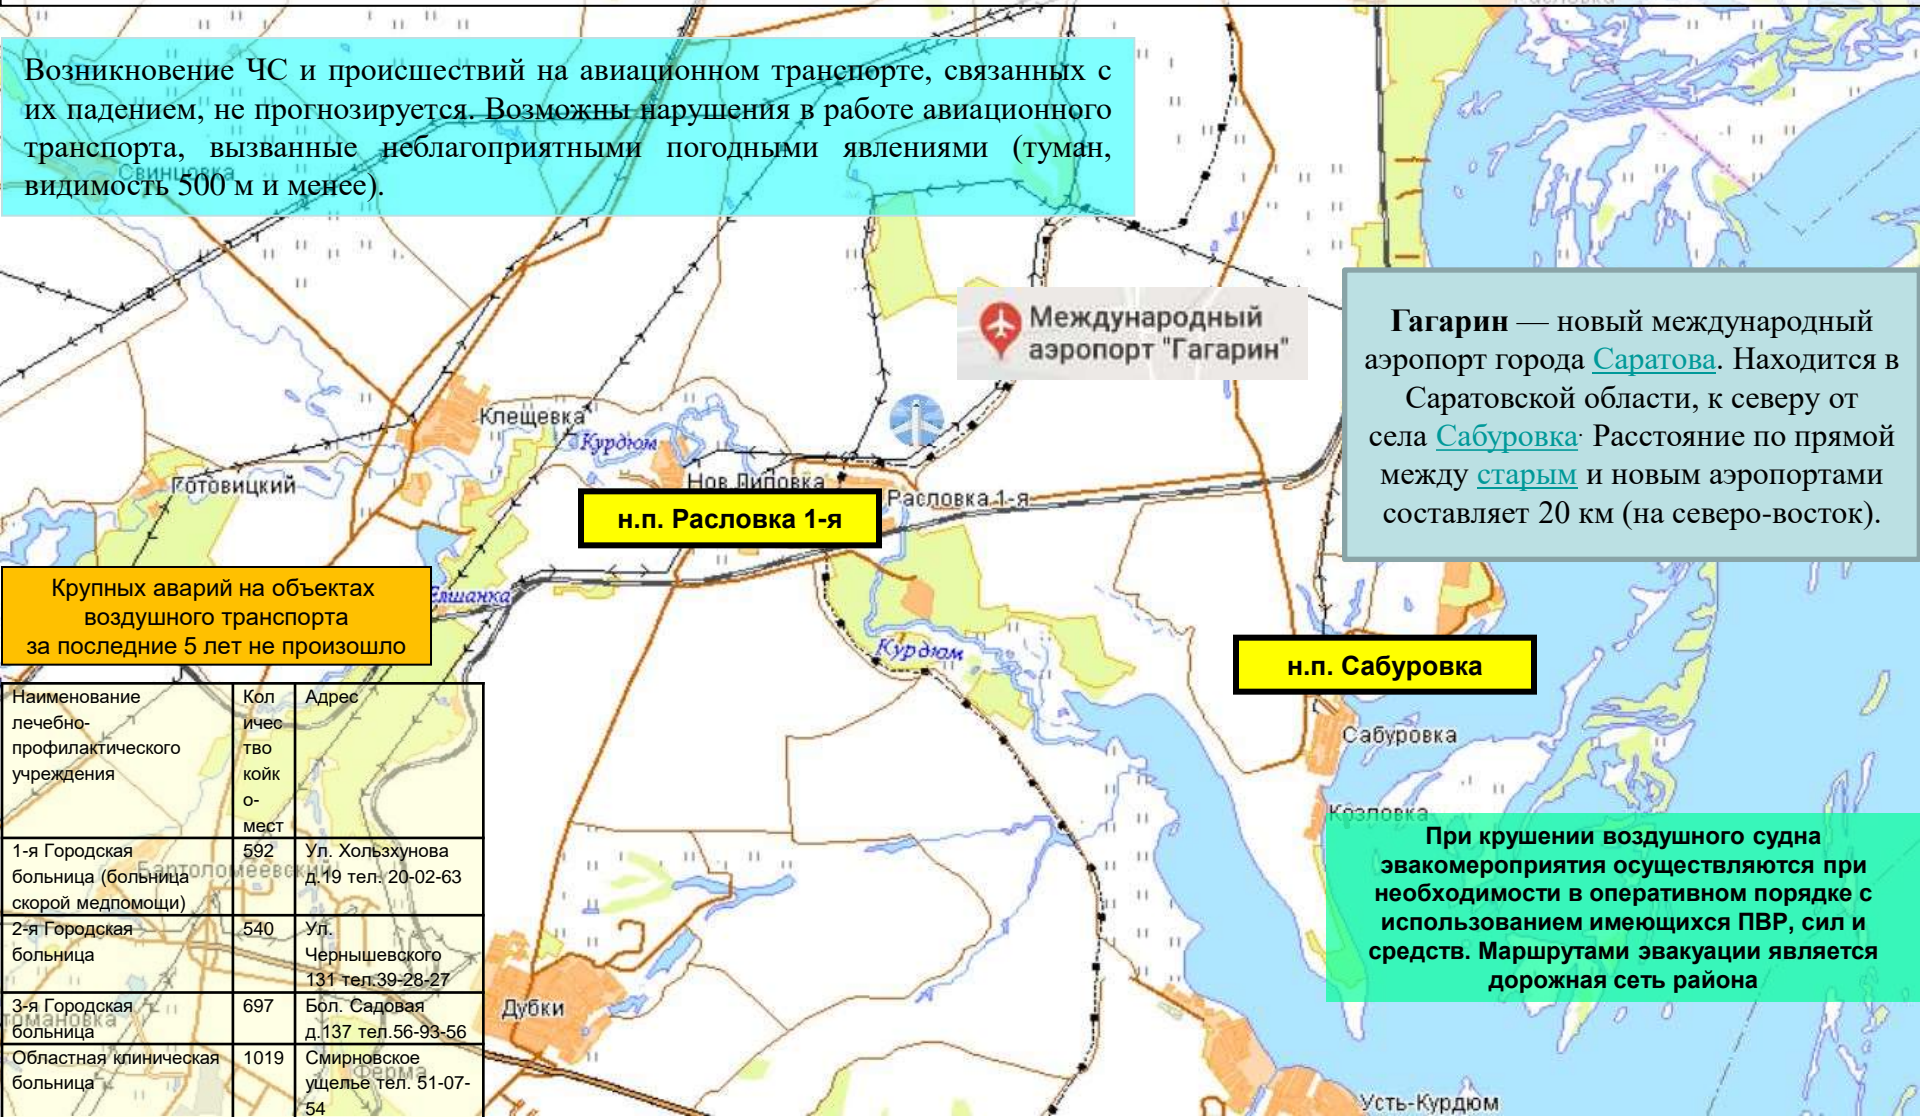 Возникновение ЧС и происшествий на авиационном транспорте, связанных с
их падением, не прогнозируется. Возможны нарушения в работе авиационного
транспорта, вызванные неблагоприятными погодными явлениями (туман,
видимость 500 м и менее).
Свинцовка
Международный
аэропорт "Гагарин"
Гагарин — новый международный
аэропорт города Саратова. Находится в
Саратовской области, к северу от
села Сабуровка. Расстояние по прямой
между старым и новым аэропортами
составляет 20 км (на северо-восток).
Клещевка
Курдюм
Готовицкий
Нов Липовка
Расловка 1-я
н.п. Расловка 1-я
Елшанка
Крупных аварий на объектах
воздушного транспорта
за последние 5 лет не произошло
Курдюм
н.п. Сабуровка
Сабуровка
Козловка
При крушении воздушного судна
эвакомероприятия осуществляются при
необходимости в оперативном порядке с
использованием имеющихся ПВР, сил и
средств. Маршрутами эвакуации является
дорожная сеть района
Наименование
лечебно-
профилактического
учреждения
Кол
ичес
тво
койк
о-
мест
Адрес
1-я Городская
больница (больница
скорой медпомощи)
592
Ул. Хользхунова
д.19 тел. 20-02-63
Бартоломеевский
2-я Городская
больница
540
Ул.
Чернышевского
131 тел.39-28-27
3-я Городская
больница
697
Бол. Садовая
д.137 тел.56-93-56
Областная клиническая
больница
1019
Смирновское
ущелье тел. 51-07-
54
Ферма
Дубки
Усть-Курдюм